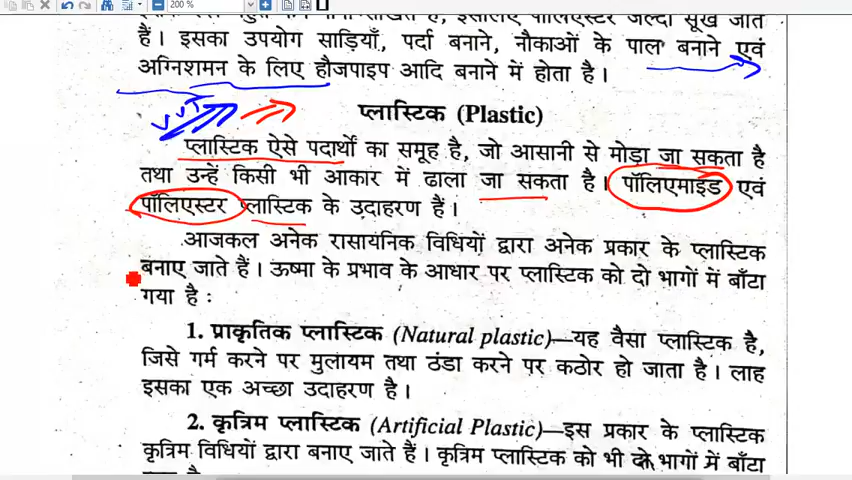 200 %
हैं। इसका उपयोग साड़ियाँ, पर्दा बनाने, नौकाओं के पाल बनाने एवं
अग्निशमन के लिए हौजपाइप आदि बनाने में होता है।
प्लास्टिक (Plastic)
प्लास्टिक ऐसे पदार्थों का समूह है, जो आसानी से मोड़ा जा सकता है
तथा उन्हें किसी भी आकार में ढाला जा सकता है। पॉलिएमाइड एवं
पॉलिएस्टर प्लास्टिक के उदाहरण हैं।
आजकल अनेक रासायनिक विधियों द्वारा अनेक प्रकार के प्लास्टिक
बनाए जाते हैं। ऊष्मा के प्रभाव के आधार पर प्लास्टिक को दो भागों में बाँटा
गया है :
1. प्राकृतिक प्लास्टिक (Natural plastic)—यह वैसा प्लास्टिक है,
जिसे गर्म करने पर मुलायम तथा ठंडा करने पर कठोर हो जाता है। लाह
इसका एक अच्छा उदाहरण है।
2. कृत्रिम प्लास्टिक (Artificial Plastic)—इस प्रकार के प्लास्टिक
कृत्रिम विधियों द्वारा बनाए जाते हैं। कृत्रिम प्लास्टिक को भी दो भागों में बाँटा